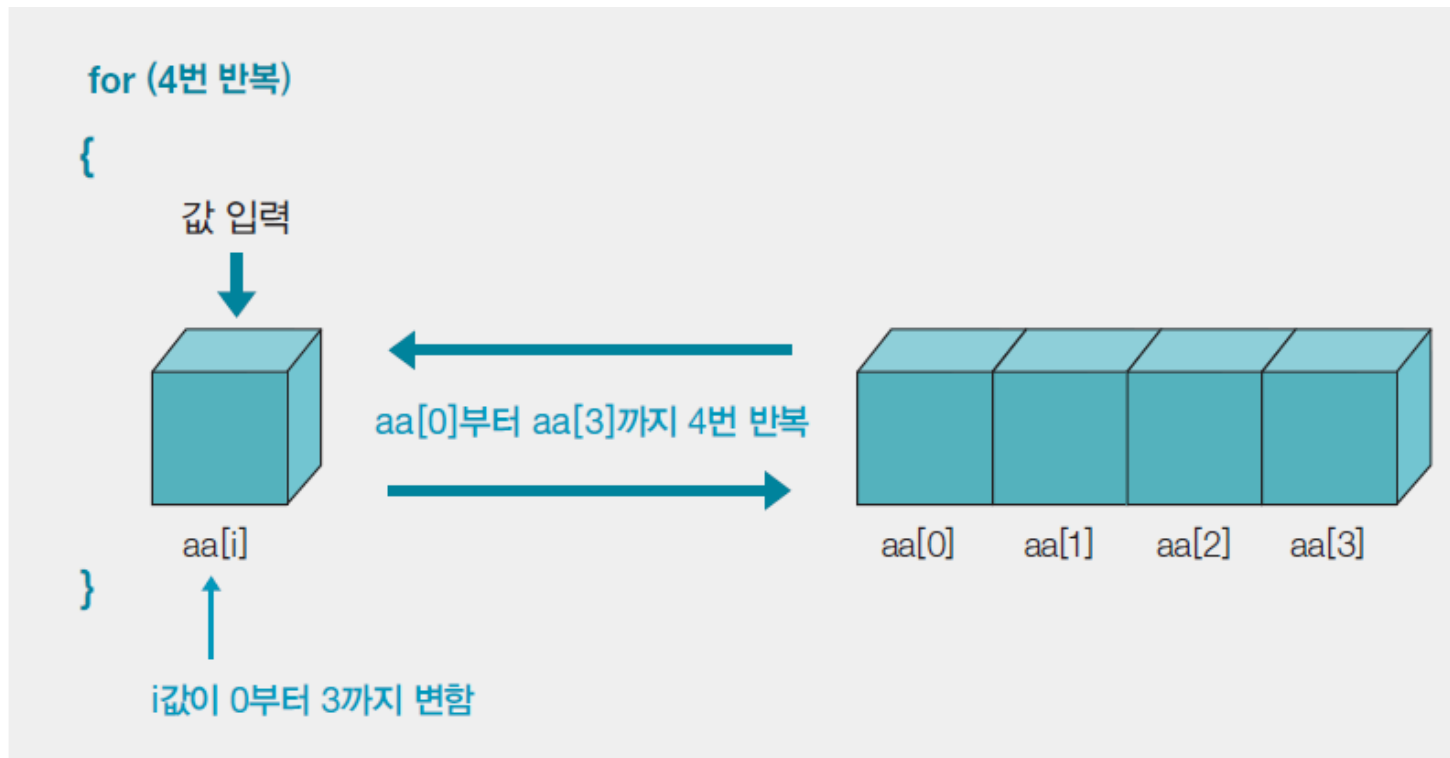 for (4번 반복)
{
값 입력
aa[0]부터 aa[3]까지 4번 반복
aa[i]
aa[0] aa[1] aa[2] aa[3]
}
i값이 0부터 3까지 변함